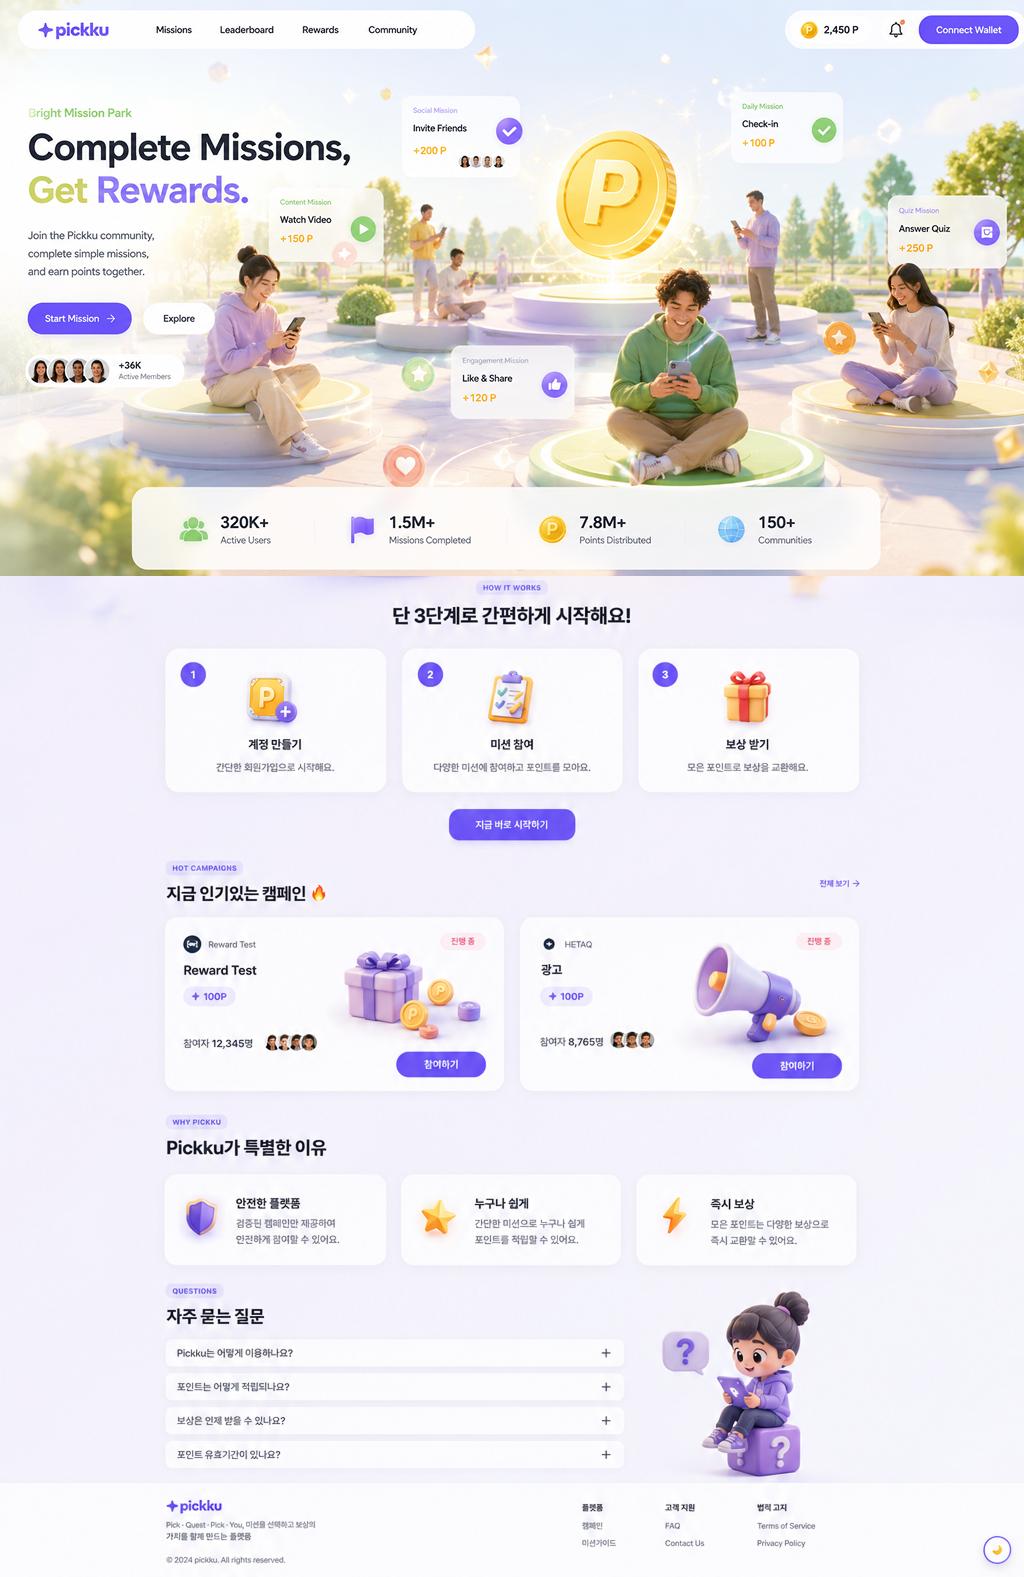 pickku
Missions Leaderboard Rewards Community
P 2,450 P
Connect Wallet
Bright Mission Park
Complete Missions,
Get Rewards.
Join the Pickku community,
complete simple missions,
and earn points together.
Start Mission →
Explore
+36K
Active Members
Social Mission
Invite Friends
+200 P
Daily Mission
Check-in
+100 P
Content Mission
Watch Video
+150 P
Quiz Mission
Answer Quiz
+250 P
P
Engagement Mission
Like & Share
+120 P
320K+
Active Users
1.5M+
Missions Completed
P
7.8M+
Points Distributed
150+
Communities
HOW IT WORKS
단 3단계로 간편하게 시작해요!
1
P
계정 만들기
간단한 회원가입으로 시작해요.
2
미션 참여
다양한 미션에 참여하고 포인트를 모아요.
3
보상 받기
모은 포인트로 보상을 교환해요.
지금 바로 시작하기
HOT CAMPAIGNS
지금 인기있는 캠페인 🔥
전체 보기 →
Reward Test
진행 중
Reward Test
100P
참여자 12,345명
P
P
참여하기
HETAQ
진행 중
광고
100P
참여자 8,765명
참여하기
WHY PICKKU
Pickku가 특별한 이유
안전한 플랫폼
검증된 캠페인만 제공하여
안전하게 참여할 수 있어요.
누구나 쉽게
간단한 미션으로 누구나 쉽게
포인트를 적립할 수 있어요.
즉시 보상
모은 포인트는 다양한 보상으로
즉시 교환할 수 있어요.
QUESTIONS
자주 묻는 질문
Pickku는 어떻게 이용하나요? +
포인트는 어떻게 적립되나요? +
보상은 언제 받을 수 있나요? +
포인트 유효기간이 있나요? +
?
?
pickku
Pick · Quest · Pick · You, 미션을 선택하고 보상의
가치를 함께 만드는 플랫폼
© 2024 pickku. All rights reserved.
플랫폼
캠페인
미션가이드
고객 지원
FAQ
Contact Us
법적 고지
Terms of Service
Privacy Policy